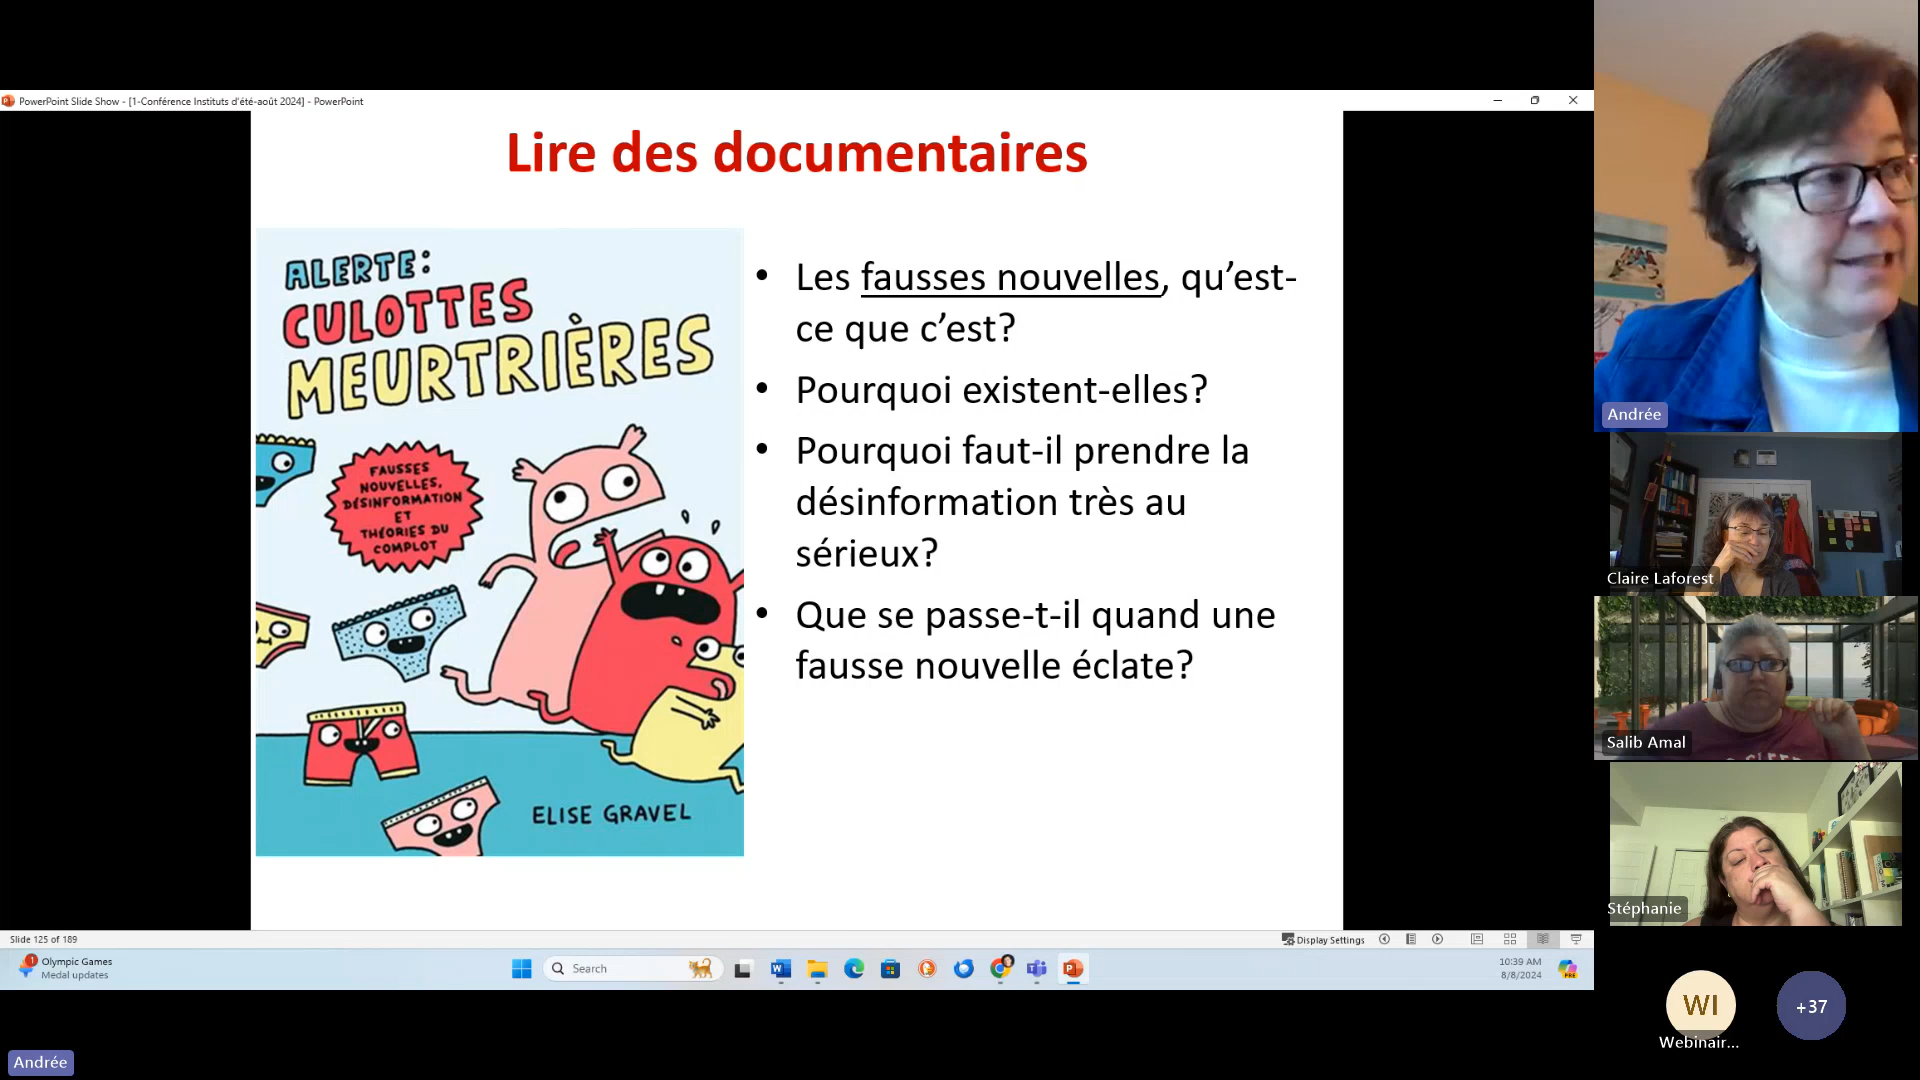 PowerPoint Slide Show - [1-Conférence Instituts d'été-août 2024] - PowerPoint
Lire des documentaires
ALERTE:
CULOTTES
MEURTRIÈRES
FAUSSES
NOUVELLES,
DÉSINFORMATION
ET
THÉORIES DU
COMPLOT
ELISE GRAVEL
• Les fausses nouvelles, qu’est-
ce que c’est?
• Pourquoi existent-elles?
• Pourquoi faut-il prendre la
désinformation très au
sérieux?
• Que se passe-t-il quand une
fausse nouvelle éclate?
Andrée
Claire Laforest
Salib Amal
Stéphanie
WI
Webinair...
+37
Slide 125 of 189
Display Settings
1
Olympic Games
Medal updates
Search
10:39 AM
8/8/2024
PRE
Andrée